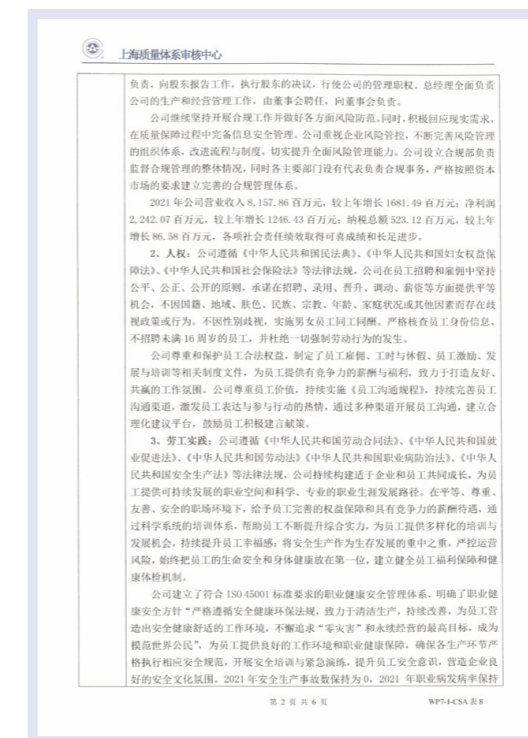 上海质量体系审核中心
负责，向股东报告工作，执行股东的决议，行使公司的管理职权。总经理全面负责
公司的生产和经营管理工作，由董事会聘任，向董事会负责。
公司继续坚持开展合规工作并做好各方面风险防范。同时，积极回应现实需求，
在质量保障过程中完备信息安全管理。公司重视企业风险管控，不断完善风险管理
的组织体系，改进流程与制度，切实提升全面风险管理能力。公司设立合规部负责
监督合规管理的整体情况，同时各主要部门设有代表负责合规事务，严格按照资本
市场的要求建立完善的合规管理体系。
2021 年公司营业收入 8,157.86 百万元，较上年增长 1681.49 百万元；净利润
2,242.07 百万元，较上年增长 1246.43 百万元；纳税总额 523.12 百万元，较上年
增长 86.58 百万元，各项社会责任绩效取得可喜成绩和长足进步。
2、人权：公司遵循《中华人民共和国民法典》、《中华人民共和国妇女权益保
障法》、《中华人民共和国社会保险法》等法律法规，公司在员工招聘和雇佣中坚持
公平、公正、公开的原则，承诺在招聘、录用、晋升、调动、薪资等方面提供平等
机会，不因国籍、地域、肤色、民族、宗教、年龄、家庭状况或其他因素而存在歧
视政策或行为。不因性别歧视，实施男女员工同工同酬。严格核查员工身份信息，
不招聘未满 16 周岁的员工，并杜绝一切强制劳动行为的发生。
公司尊重和保护员工合法权益，制定了员工雇佣、工时与休假、员工激励、发
展与培训等相关制度文件，为员工提供有竞争力的薪酬与福利，致力于打造友好、
共赢的工作氛围。公司尊重员工价值，持续实施《员工沟通规程》，持续完善员工
沟通渠道，激发员工表达与参与行动的热情，通过多种渠道开展员工沟通，建立合
理化建议平台，鼓励员工积极建言献策。
3、劳工实践：公司遵循《中华人民共和国劳动合同法》、《中华人民共和国就
业促进法》、《中华人民共和国劳动法》《中华人民共和国职业病防治法》、《中华人
民共和国安全生产法》等法律法规，公司持续构建适于企业和员工共同成长，为员
工提供可持续发展的职业空间和科学、专业的职业生涯发展路径。在平等、尊重、
友善、安全的职场环境下，给予员工完善的权益保障和具有竞争力的薪酬待遇，通
过科学系统的培训体系，帮助员工不断提升综合实力，为员工提供多样化的培训与
发展机会，持续提升员工幸福感；将安全生产作为生存发展的重中之重，严控运营
风险，始终把员工的生命安全和身体健康放在第一位，建立健全员工福利保障和健
康体检机制。
公司建立了符合 ISO 45001 标准要求的职业健康安全管理体系，明确了职业健
康安全方针“严格遵循安全健康环保法规，致力于清洁生产，持续改善，为员工营
造出安全健康舒适的工作环境，不懈追求“零灾害”和永续经营的最高目标，成为
模范世界公民”，为员工提供良好的工作环境和职业健康保障，确保各生产环节严
格执行相应安全规范，开展安全培训与紧急演练，提升员工安全意识，营造企业良
好的安全文化氛围。2021 年安全生产事故数保持为 0，2021 年职业病发病率保持
第 2 页 共 6 页
WP7-I-CSA 表 8